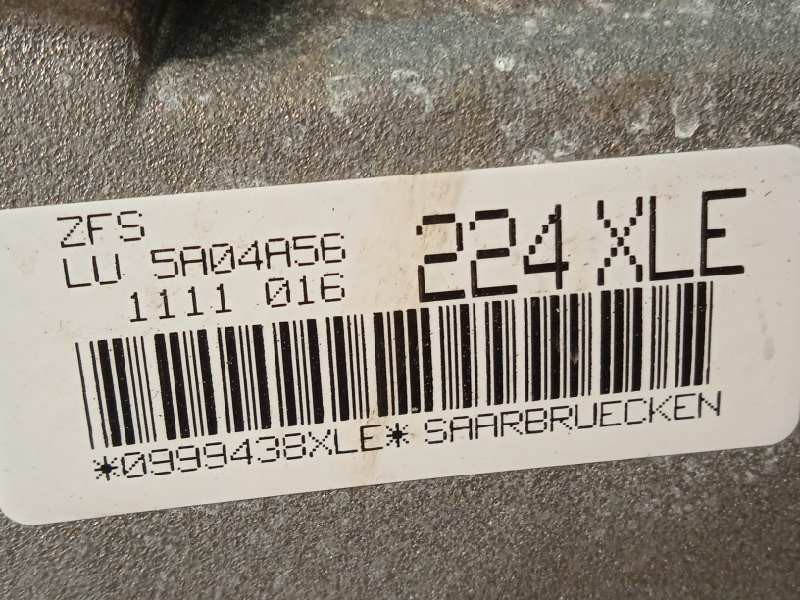 ZFS
LU 5A04A56
1111 016
224 XLE
*0999438XLE* SAARBRUECKEN